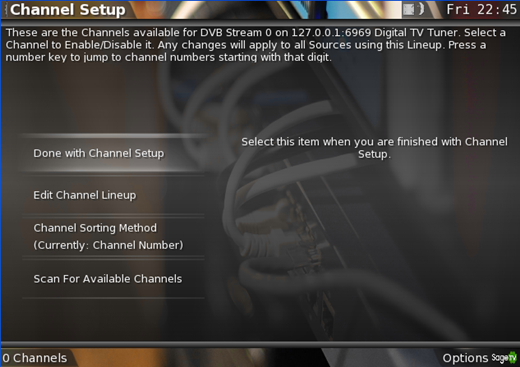 Channel Setup
Fri 22:45
These are the Channels available for DVB Stream 0 on 127.0.0.1:6969 Digital TV Tuner. Select a
Channel to Enable/Disable it. Any changes will apply to all Sources using this Lineup. Press a
number key to jump to channel numbers starting with that digit.
Done with Channel Setup
Select this item when you are finished with Channel
Setup.
Edit Channel Lineup
Channel Sorting Method
(Currently: Channel Number)
Scan For Available Channels
0 Channels
Options SageTV